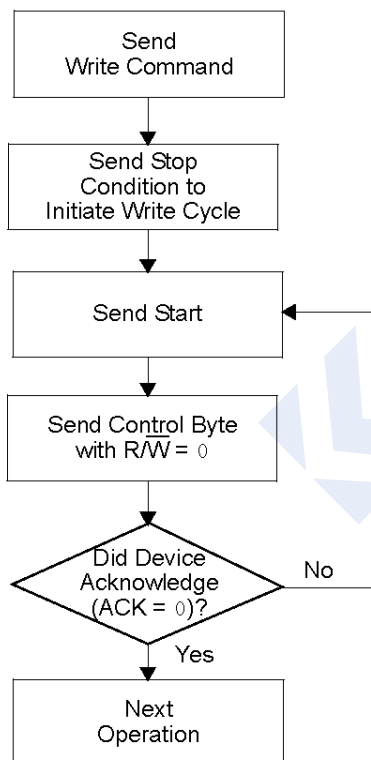 Send
Write Command
Send Stop
Condition to
Initiate Write Cycle
Send Start
Send Control Byte
with R/W̅ = 0
Did Device
Acknowledge
(ACK = 0)?
No
Yes
Next
Operation